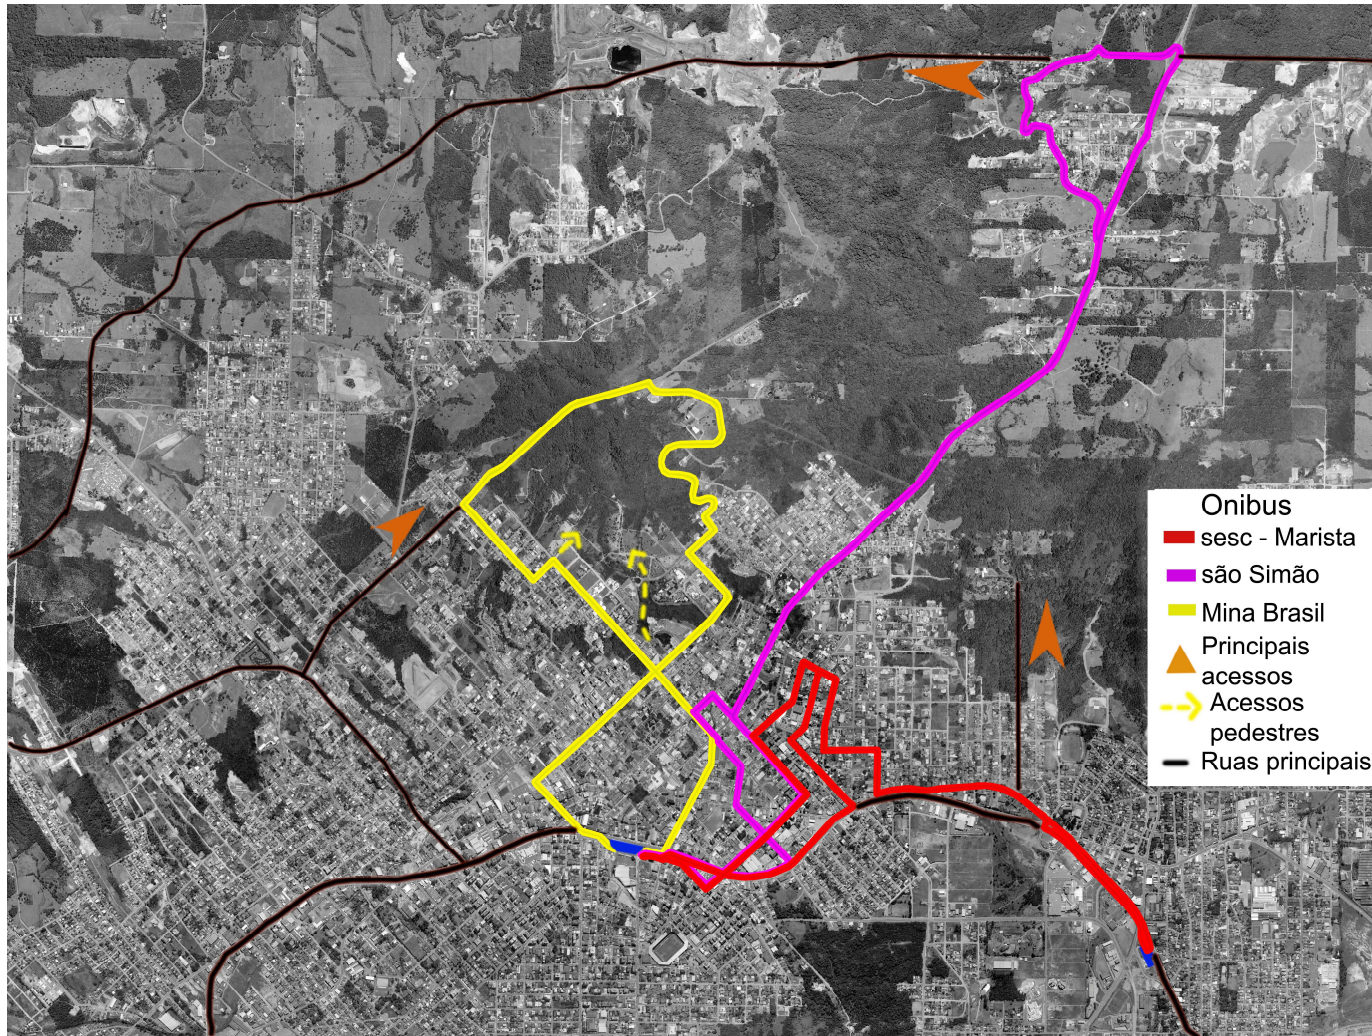 Onibus
sesc - Marista
são Simão
Mina Brasil
Principais
acessos
Acessos
pedestres
Ruas principais